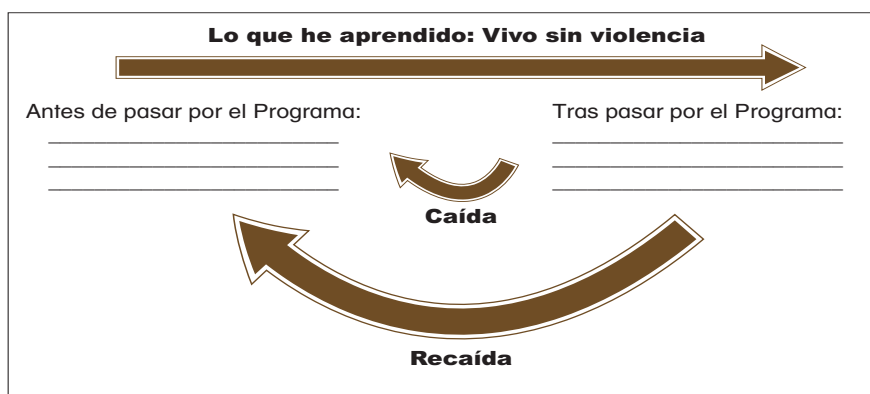 Lo que he aprendido: Vivo sin violencia
Antes de pasar por el Programa:
Tras pasar por el Programa:
Caída
Recaída